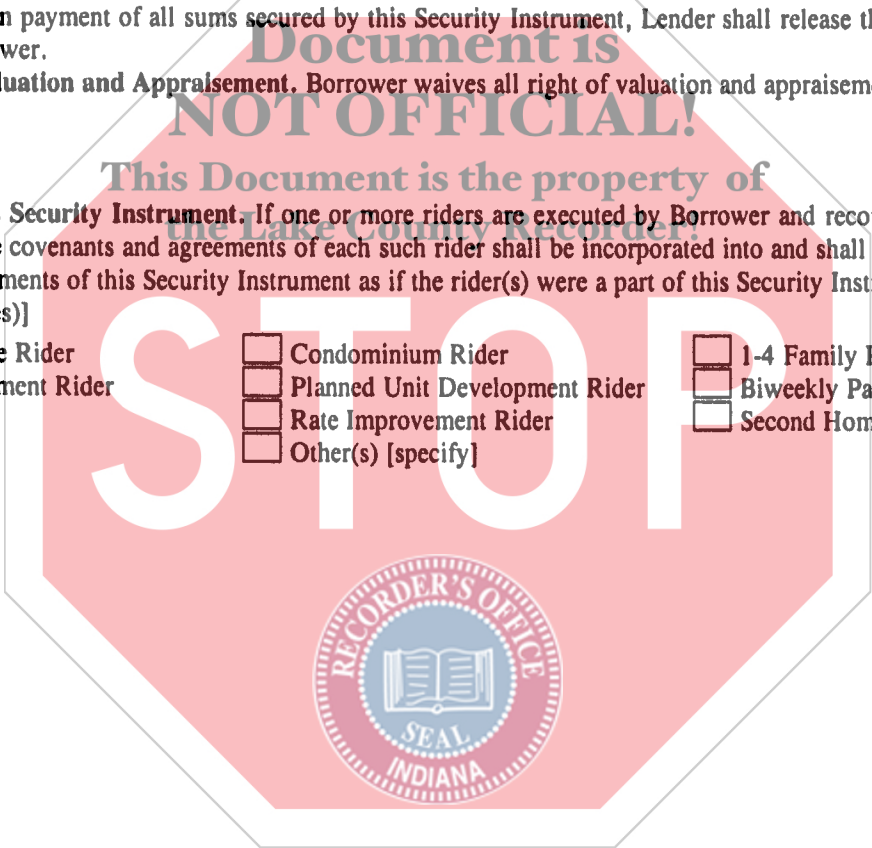 n payment of all sums secured by this Security Instrument, Lender shall release th
wer.
luation and Appraisement. Borrower waives all right of valuation and appraiseme
Document is
NOT OFFICIAL!
This Document is the property of
the Lake County Recorder!
Security Instrument. If one or more riders are executed by Borrower and reco
covenants and agreements of each such rider shall be incorporated into and shall
ments of this Security Instrument as if the rider(s) were a part of this Security Inst
s)]
e Rider Condominium Rider 1-4 Family
ment Rider Planned Unit Development Rider Biweekly Pa
Rate Improvement Rider Second Hom
Other(s) [specify]
STOP
RECORDER'S OFFICE
SEAL
INDIANA